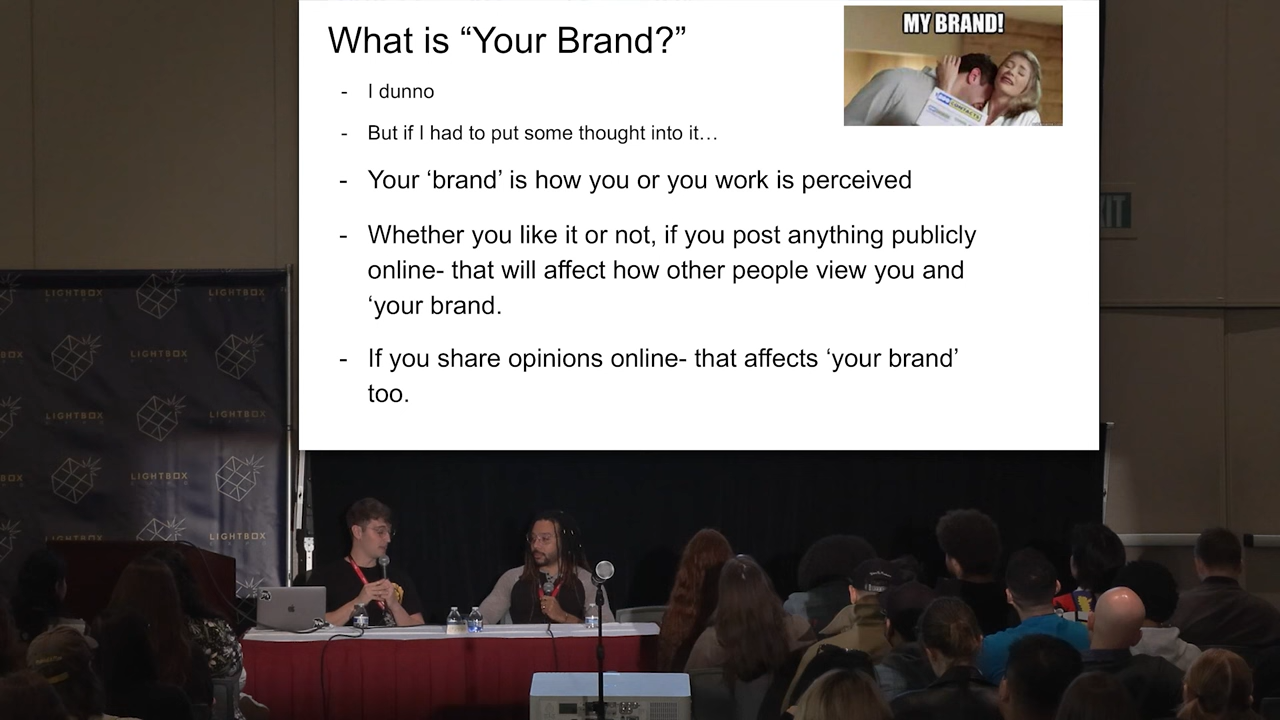 What is “Your Brand?”
MY BRAND!
- I dunno
- But if I had to put some thought into it…
- Your ‘brand’ is how you or you work is perceived
- Whether you like it or not, if you post anything publicly
online- that will affect how other people view you and
‘your brand.
- If you share opinions online- that affects ‘your brand’
too.
CONTACTS
LIGHTBOX
LIGHTBOX
LIGHTBOX
LIGHTBOX
LIGHTBOX
LIGHTBOX
LIGHTBOX
LIGHTBOX